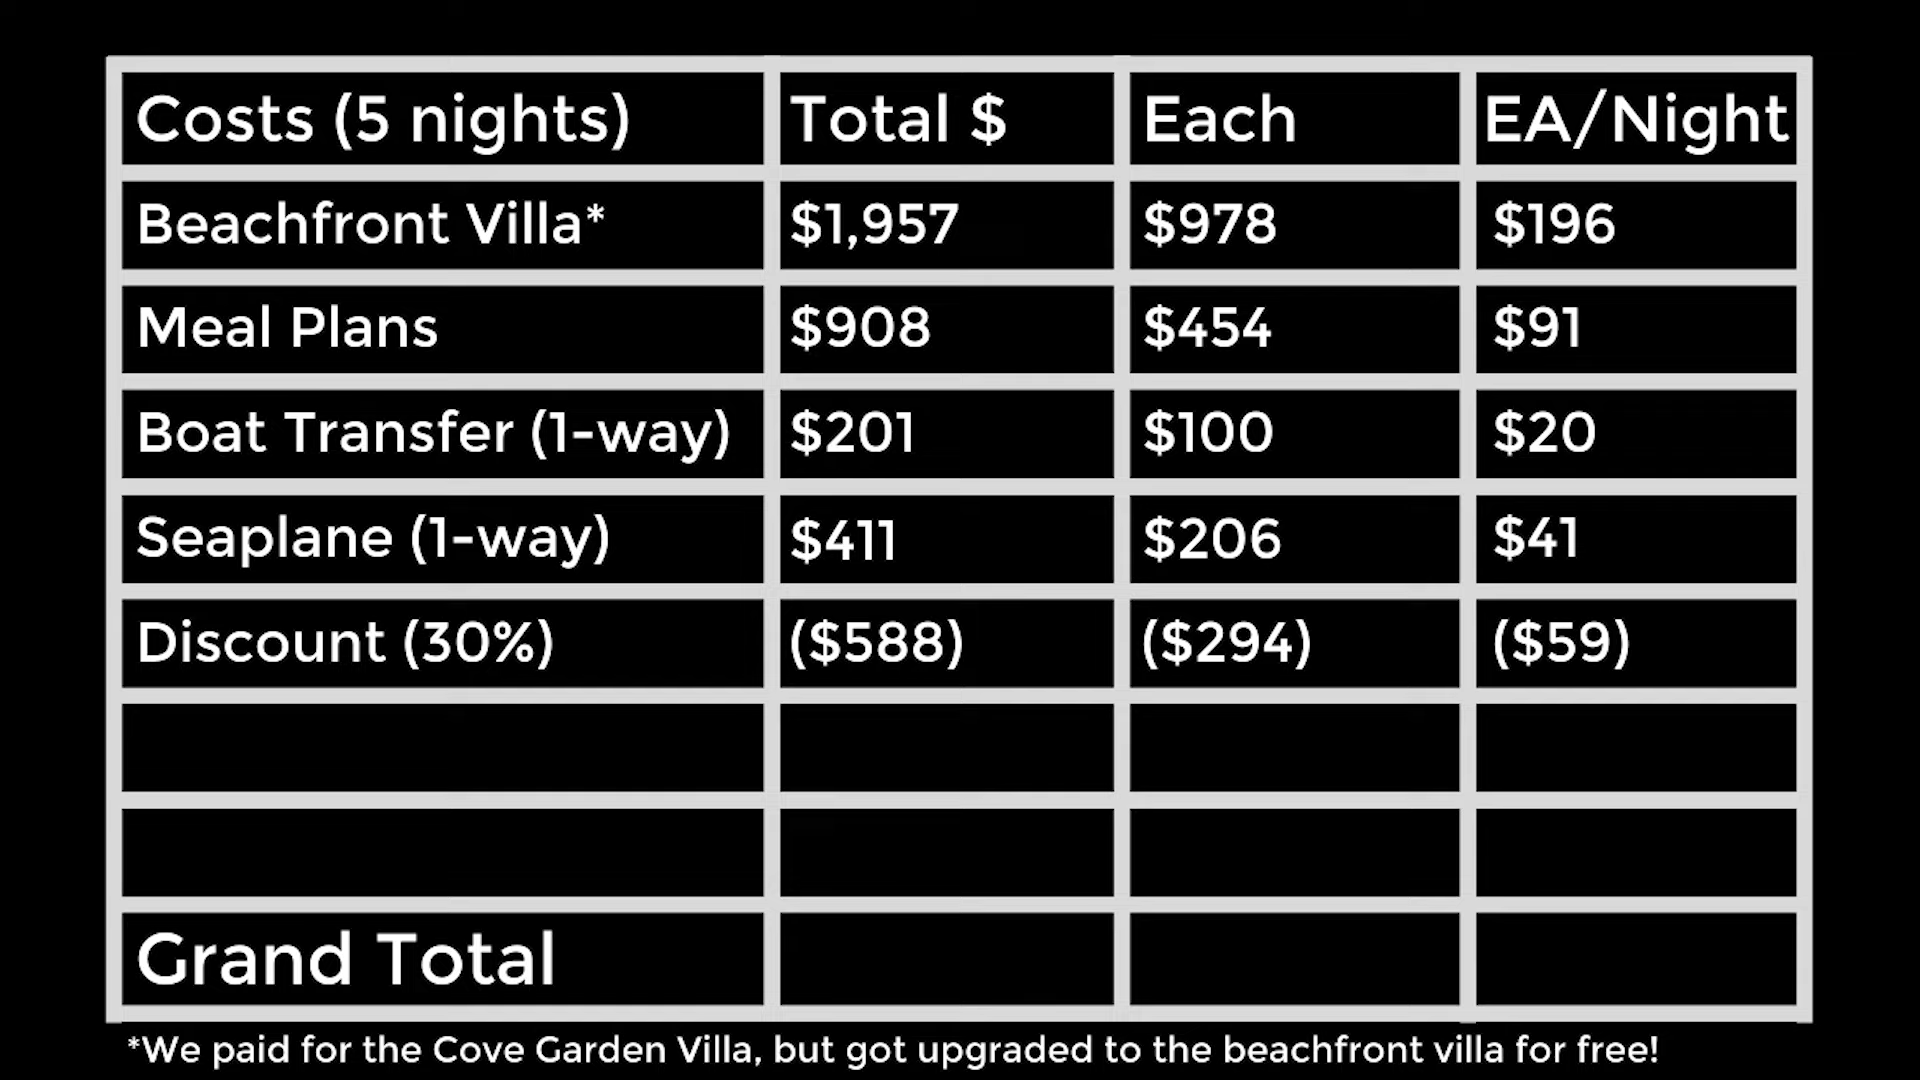 Costs (5 nights) Total $ Each EA/Night
Beachfront Villa* $1,957 $978 $196
Meal Plans $908 $454 $91
Boat Transfer (1-way) $201 $100 $20
Seaplane (1-way) $411 $206 $41
Discount (30%) ($588) ($294) ($59)
Grand Total
*We paid for the Cove Garden Villa, but got upgraded to the beachfront villa for free!